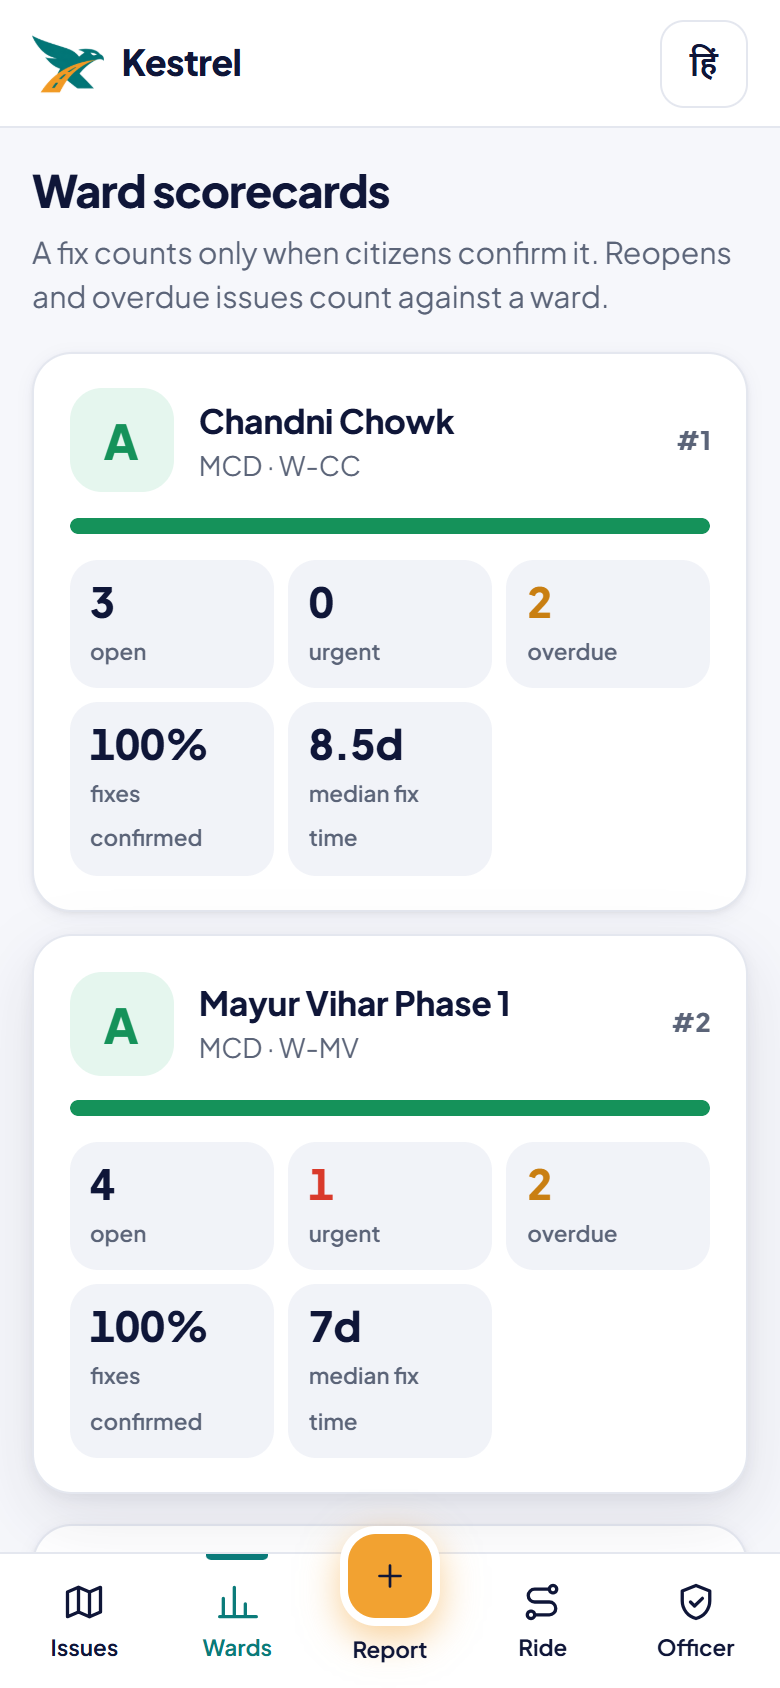 Kestrel
हिं
Ward scorecards
A fix counts only when citizens confirm it. Reopens
and overdue issues count against a ward.
A
Chandni Chowk
MCD · W-CC
#1
3
open
0
urgent
2
overdue
100%
fixes
confirmed
8.5d
median fix
time
A
Mayur Vihar Phase 1
MCD · W-MV
#2
4
open
1
urgent
2
overdue
100%
fixes
confirmed
7d
median fix
time
Issues
Wards
Report
Ride
Officer